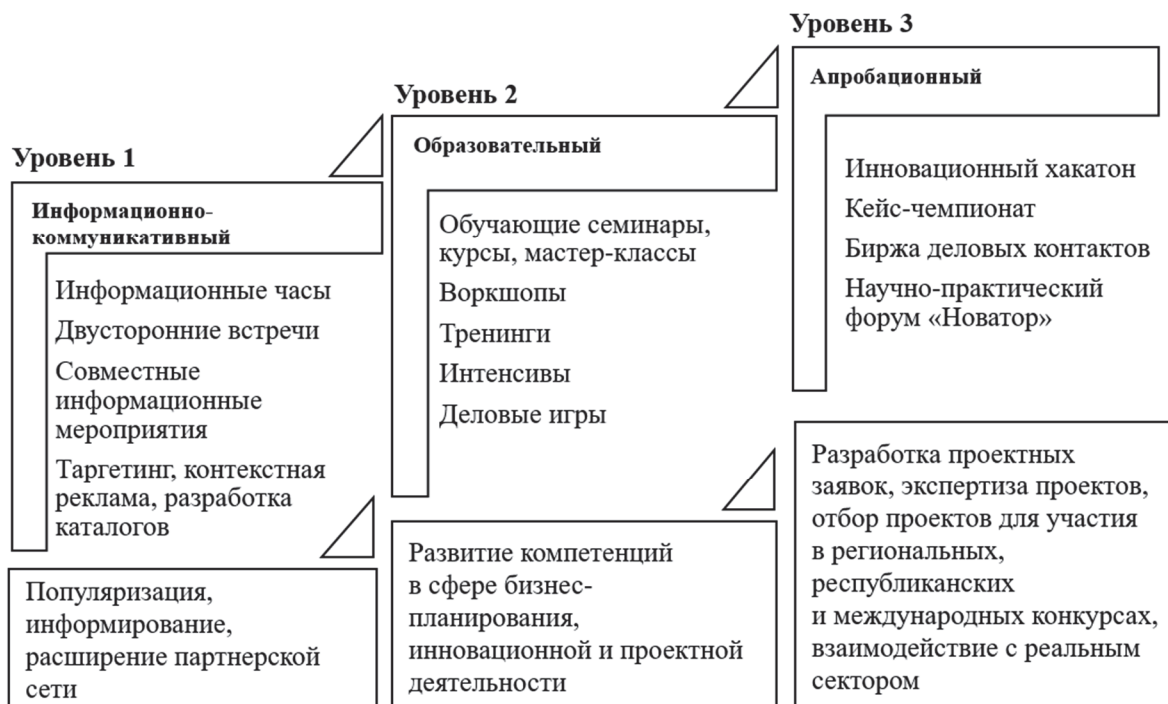 Уровень 1
Информационно-
коммуникативный
Информационные часы
Двусторонние встречи
Совместные
информационные
мероприятия
Таргетинг, контекстная
реклама, разработка
каталогов
Популяризация,
информирование,
расширение партнерской
сети
Уровень 2
Образовательный
Обучающие семинары,
курсы, мастер-классы
Воркшопы
Тренинги
Интенсивы
Деловые игры
Развитие компетенций
в сфере бизнес-
планирования,
инновационной и проектной
деятельности
Уровень 3
Апробационный
Инновационный хакатон
Кейс-чемпионат
Биржа деловых контактов
Научно-практический
форум «Новатор»
Разработка проектных
заявок, экспертиза проектов,
отбор проектов для участия
в региональных,
республиканских
и международных конкурсах,
взаимодействие с реальным
сектором